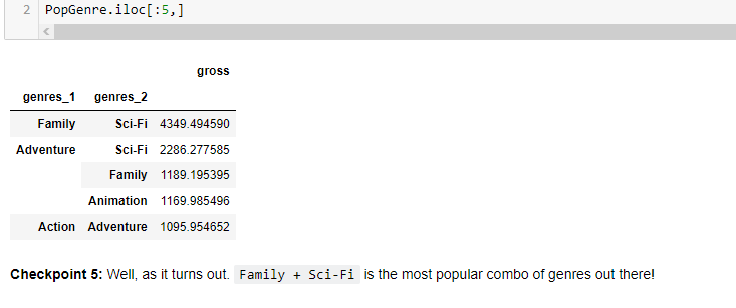 2 PopGenre.iloc[:5,]
gross
genres_1 genres_2
Family Sci-Fi 4349.494590
Adventure Sci-Fi 2286.277585
Family 1189.195395
Animation 1169.985496
Action Adventure 1095.954652
Checkpoint 5: Well, as it turns out. Family + Sci-Fi is the most popular combo of genres out there!